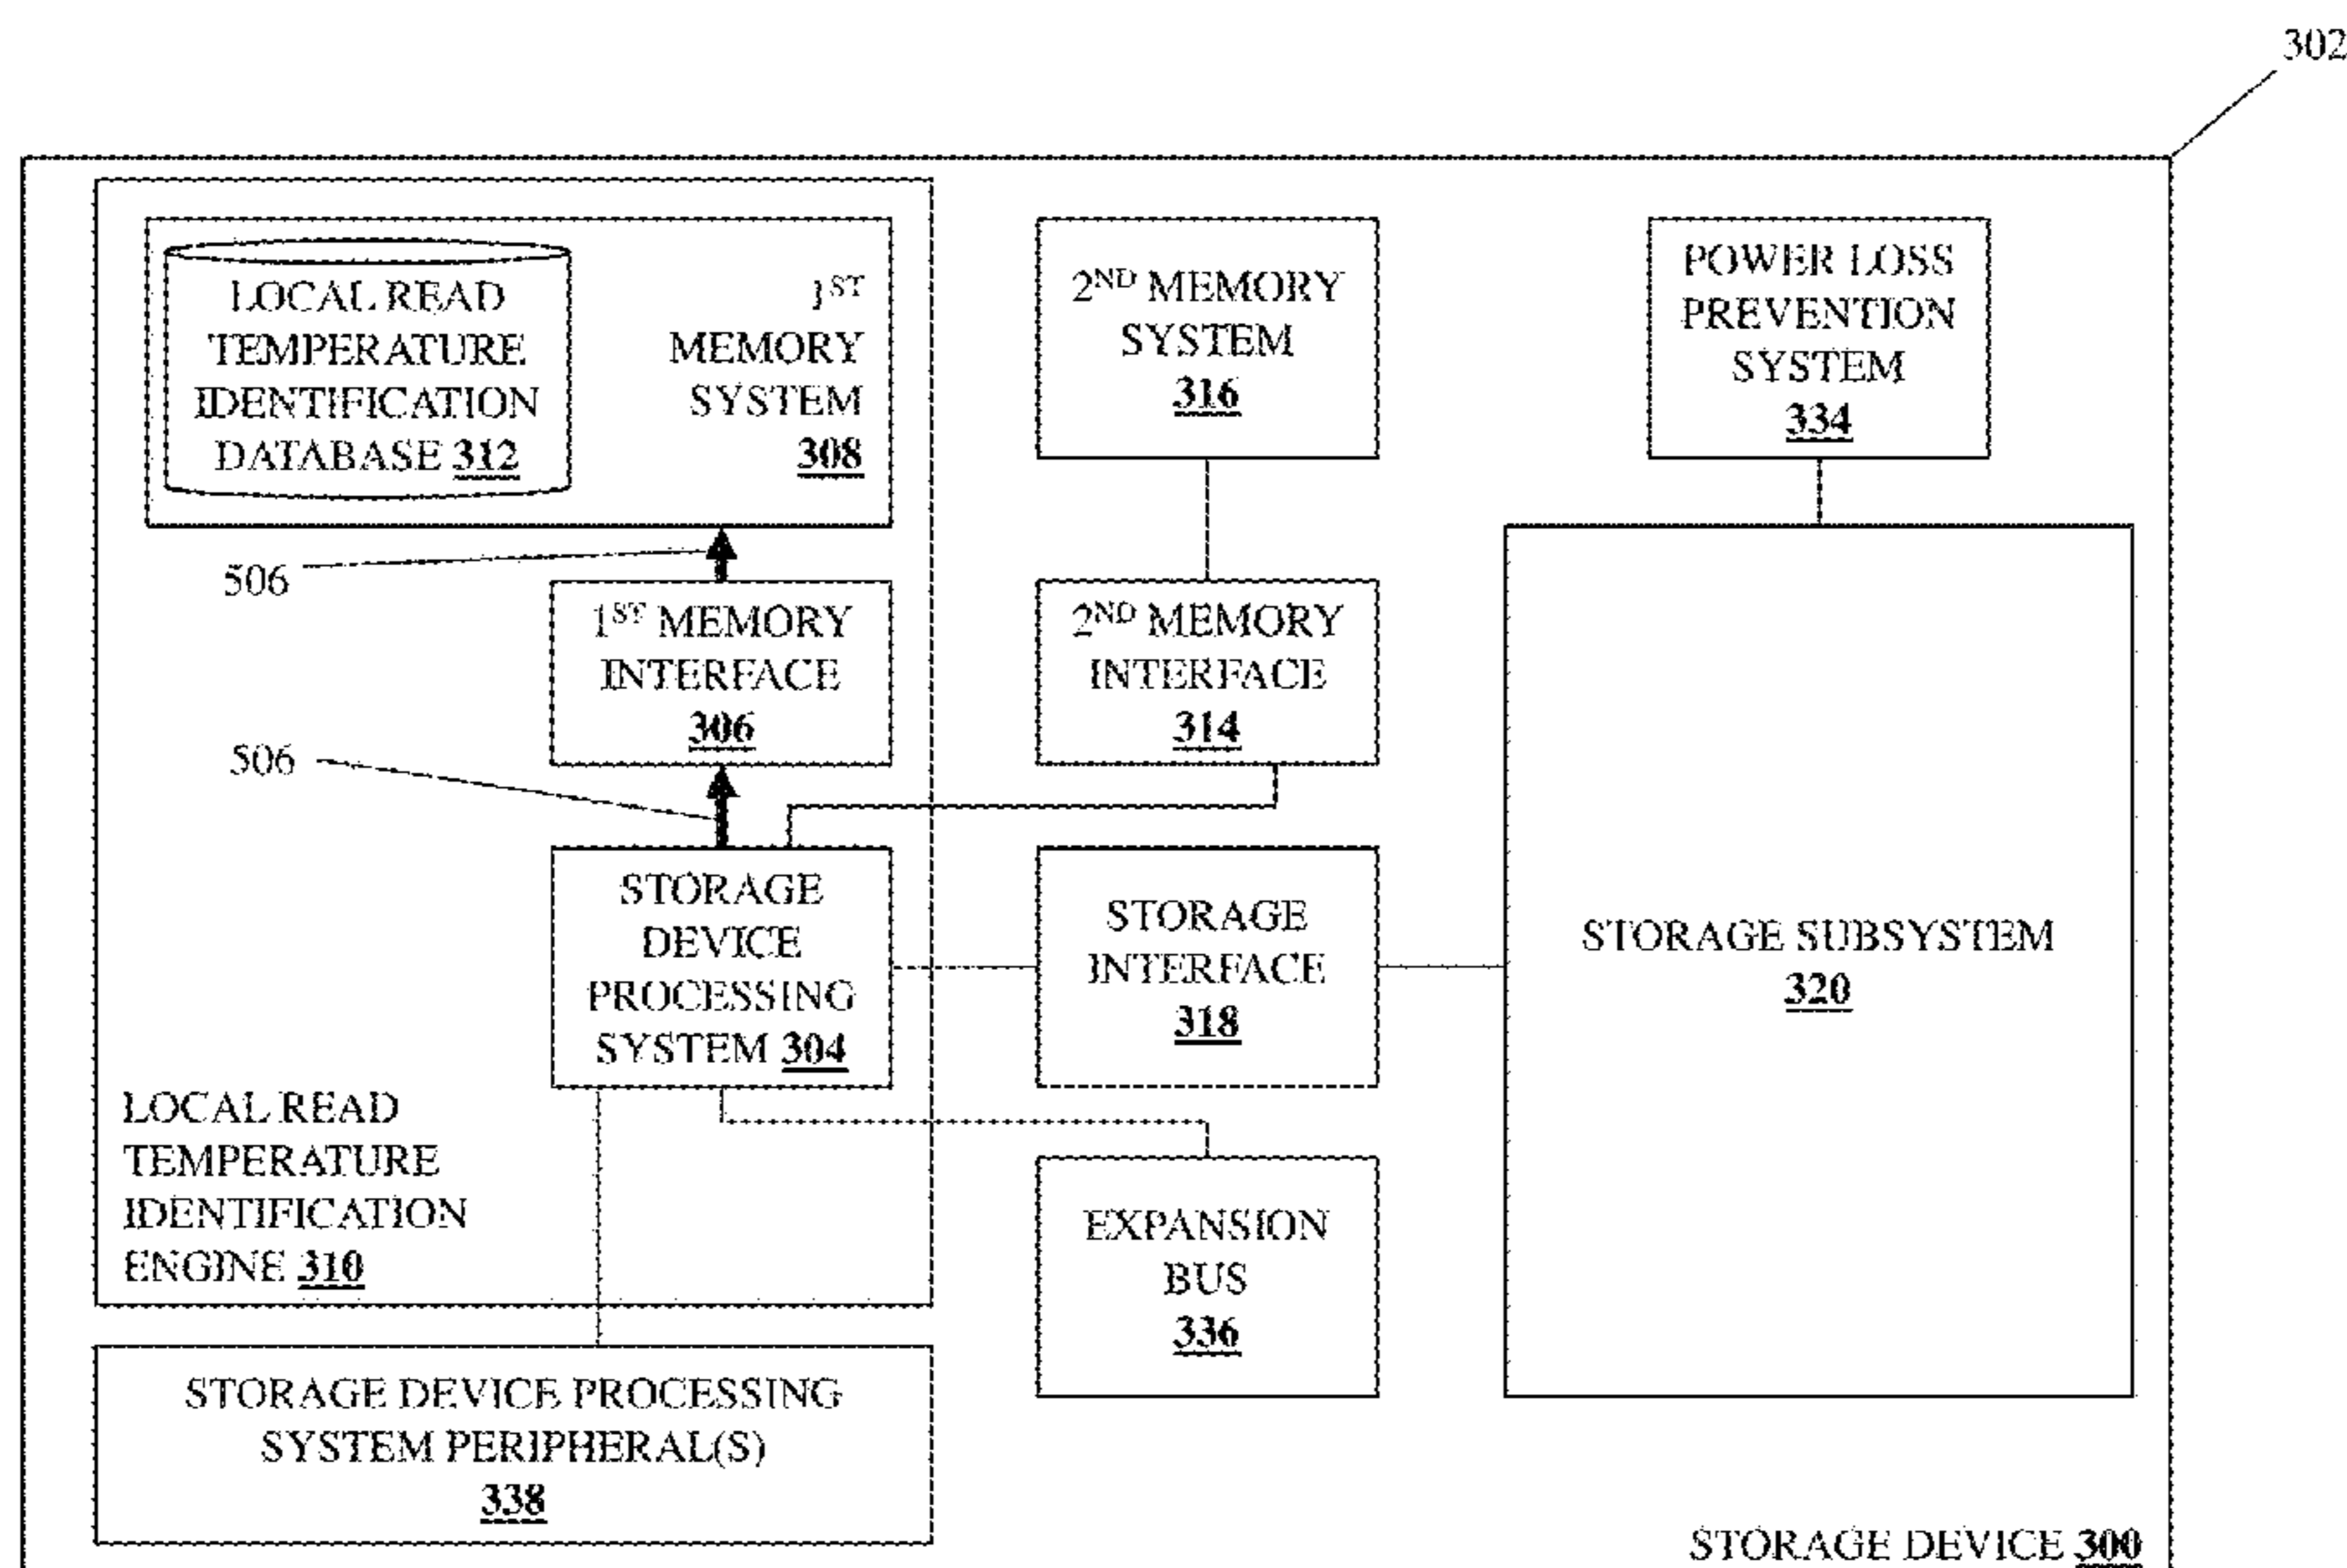 302
LOCAL READ
TEMPERATURE
IDENTIFICATION
DATABASE 312
1ST
MEMORY
SYSTEM
308
2ND MEMORY
SYSTEM
316
POWER LOSS
PREVENTION
SYSTEM
334
506
1ST MEMORY
INTERFACE
306
2ND MEMORY
INTERFACE
314
506
STORAGE
DEVICE
PROCESSING
SYSTEM 304
STORAGE
INTERFACE
318
STORAGE SUBSYSTEM
320
LOCAL READ
TEMPERATURE
IDENTIFICATION
ENGINE 310
EXPANSION
BUS
336
STORAGE DEVICE PROCESSING
SYSTEM PERIPHERAL(S)
338
STORAGE DEVICE 300